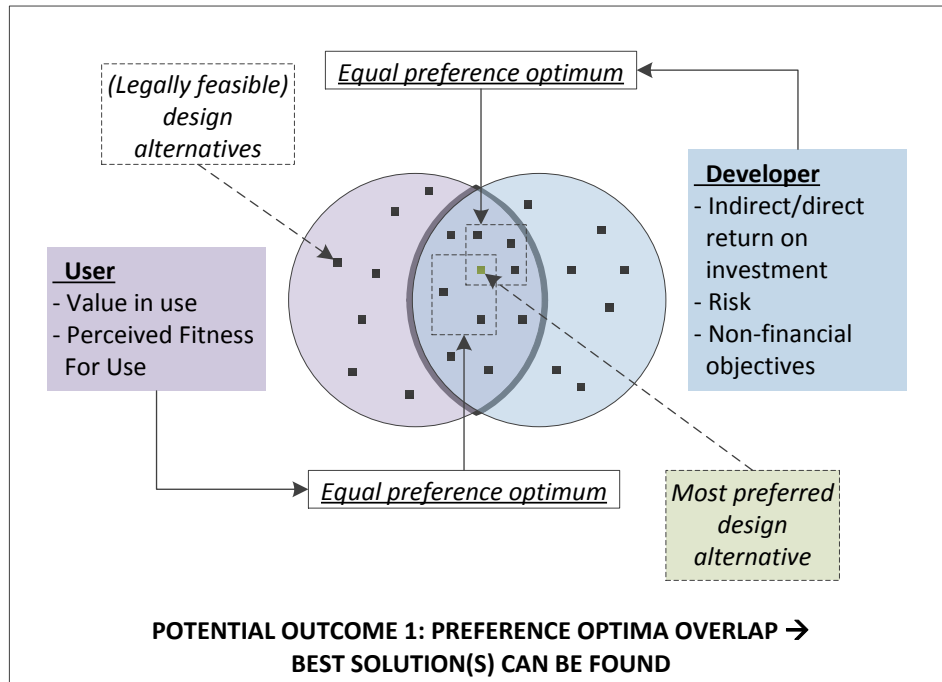 Equal preference optimum
(Legally feasible)
design
alternatives
Developer
- Indirect/direct
return on
investment
- Risk
- Non-financial
objectives
User
- Value in use
- Perceived Fitness
For Use
Equal preference optimum
Most preferred
design
alternative
POTENTIAL OUTCOME 1: PREFERENCE OPTIMA OVERLAP →
BEST SOLUTION(S) CAN BE FOUND